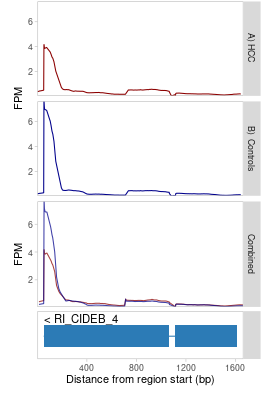 6
4
2
A) HCC
6
4
2
B) Controls
FPM
6
4
2
Combined
FPM
< RI_CIDEB_4
400 800 1200 1600
Distance from region start (bp)